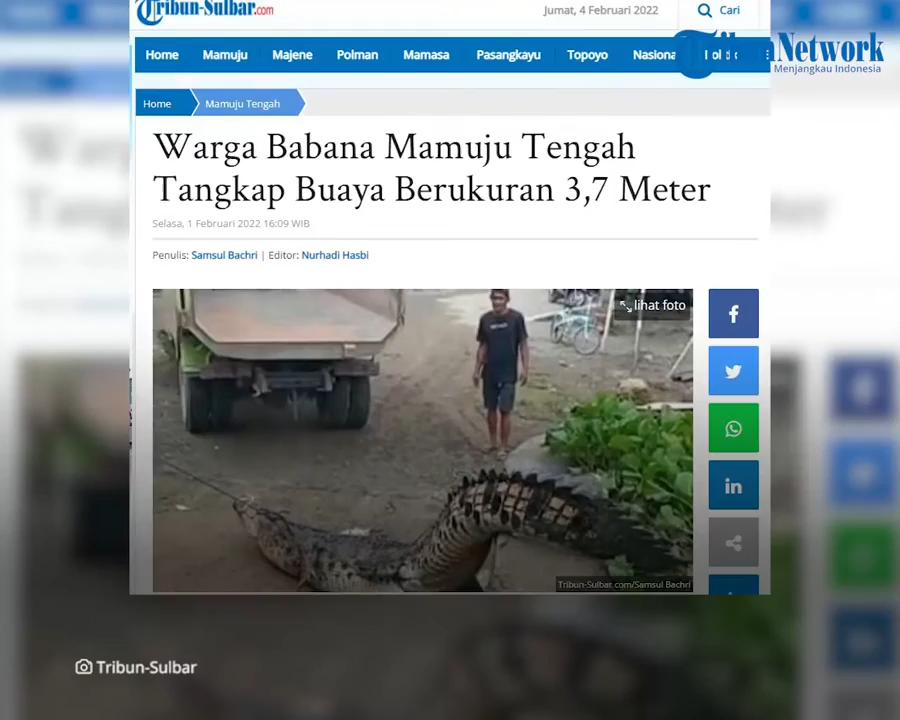 Tribun-Sulbar.com
Jumat, 4 Februari 2022
Cari
Home Mamuju Majene Polman Mamasa Pasangkayu Topoyo Nasional
TribunNetwork
Menjangkau Indonesia
Home Mamuju Tengah
Warga Babana Mamuju Tengah
Tangkap Buaya Berukuran 3,7 Meter
Selasa, 1 Februari 2022 16:09 WIB
Penulis: Samsul Bachri | Editor: Nurhadi Hasbi
lihat foto
Tribun-Sulbar.com/Samsul Bachri
Tribun-Sulbar